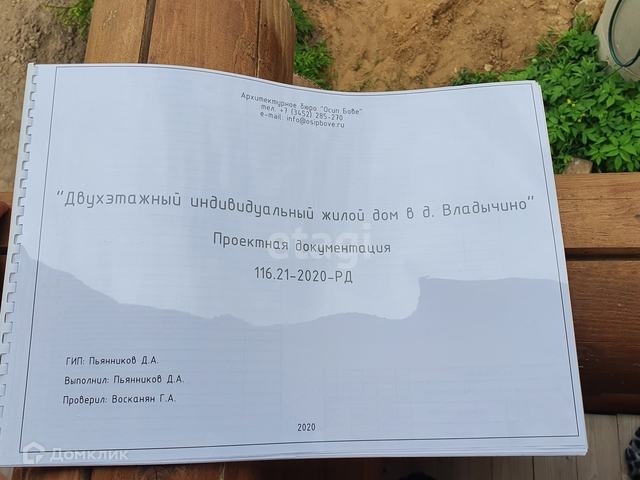 Архитектурное бюро "Осип Бове"
тел. +7 (3452) 285-270
e-mail: info@osipbove.ru
"Двухэтажный индивидуальный жилой дом в д. Владычино"
Проектная документация
etagi
116.21-2020-РД
ГИП: Пьянников Д.А.
Выполнил: Пьянников Д.А.
Проверил: Восканян Г.А.
2020
Домклик